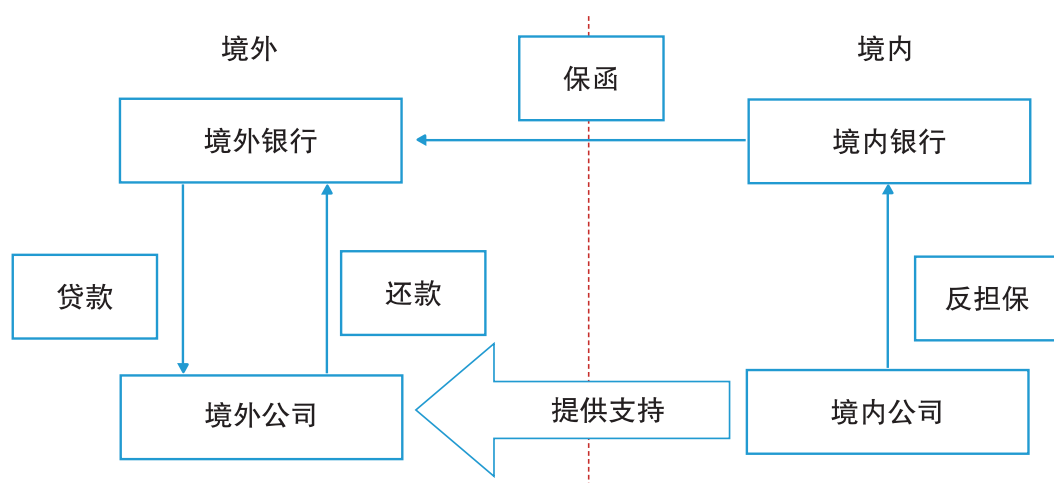 境外
境内
保函
境外银行
境内银行
贷款
还款
反担保
境外公司
提供支持
境内公司